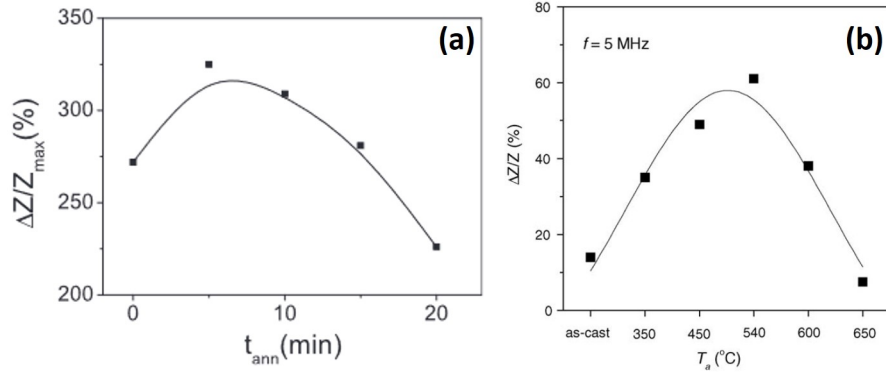 (a)
ΔZ/Z_max(%)
350
300
250
200
0
10
20
t_ann(min)
(b)
f = 5 MHz
ΔZ/Z (%)
80
60
40
20
0
as-cast
350
450
540
600
650
T_a (°C)